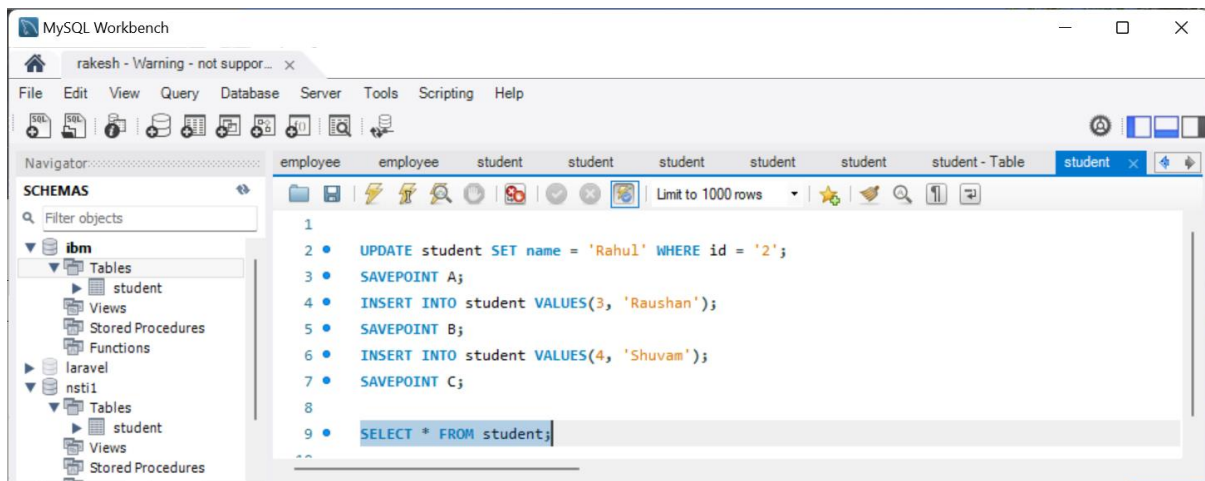 MySQL Workbench
rakesh - Warning - not suppor...
File Edit View Query Database Server Tools Scripting Help
Navigator
employee employee student student student student student student - Table student
SCHEMAS
Limit to 1000 rows
Filter objects
ibm
Tables
student
Views
Stored Procedures
Functions
laravel
nsti1
Tables
student
Views
Stored Procedures
1
2 UPDATE student SET name = 'Rahul' WHERE id = '2';
3 SAVEPOINT A;
4 INSERT INTO student VALUES(3, 'Raushan');
5 SAVEPOINT B;
6 INSERT INTO student VALUES(4, 'Shuvam');
7 SAVEPOINT C;
8
9 SELECT * FROM student;